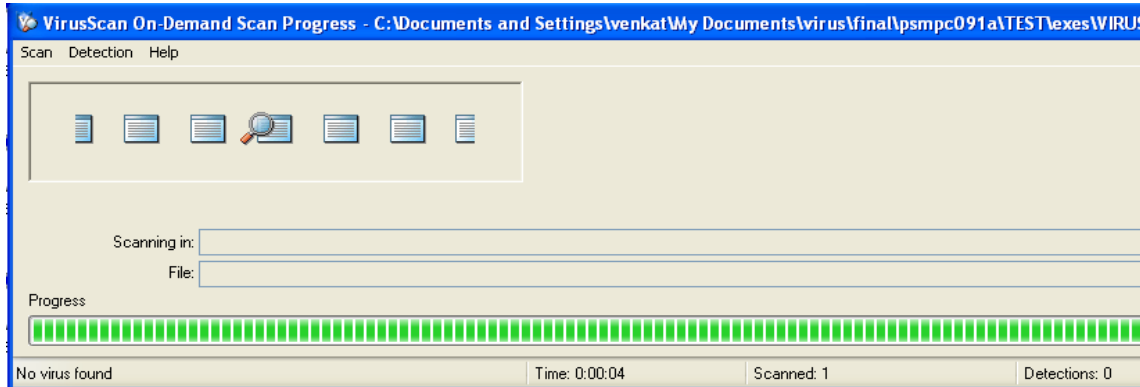 VirusScan On-Demand Scan Progress - C:\Documents and Settings\venkat\My Documents\virus\final\psmpc091a\TEST\exes\VIRUS
Scan Detection Help
Scanning in:
File:
Progress
No virus found Time: 0:00:04 Scanned: 1 Detections: 0